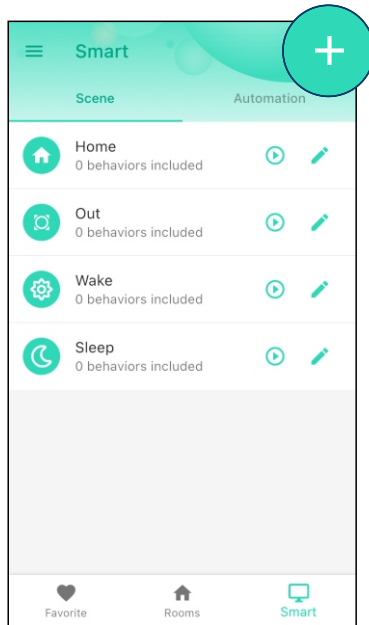 Smart
Scene
Automation
Home
0 behaviors included
Out
0 behaviors included
Wake
0 behaviors included
Sleep
0 behaviors included
Favorite
Rooms
Smart